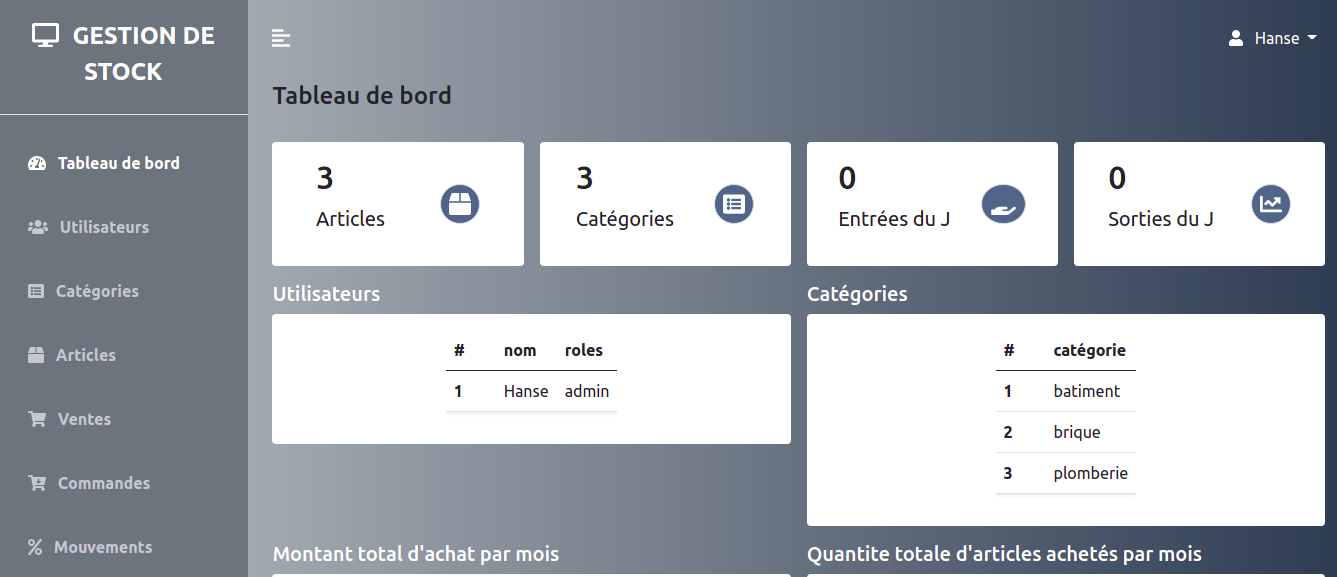 GESTION DE
STOCK
Tableau de bord
Utilisateurs
Catégories
Articles
Ventes
Commandes
Mouvements
Hanse
Tableau de bord
3
Articles
3
Catégories
0
Entrées du J
0
Sorties du J
Utilisateurs
# nom roles
1 Hanse admin
Catégories
# catégorie
1 batiment
2 brique
3 plomberie
Montant total d'achat par mois
Quantite totale d'articles achetés par mois